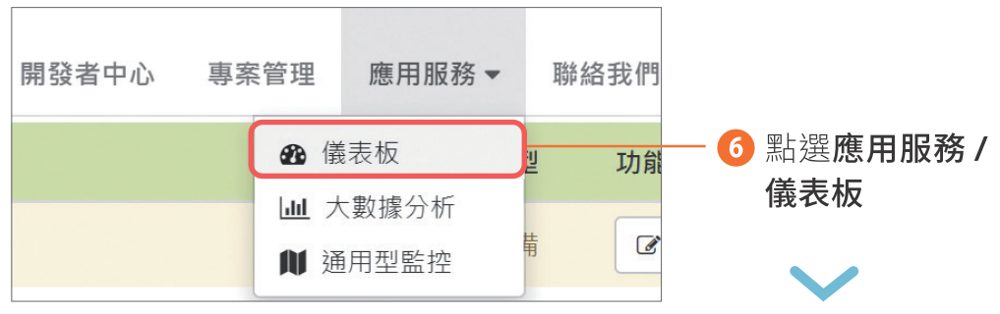 開發者中心 專案管理 應用服務 聯絡我們
儀表板
型 功能
大數據分析
備
通用型監控
6 點選應用服務 /
儀表板